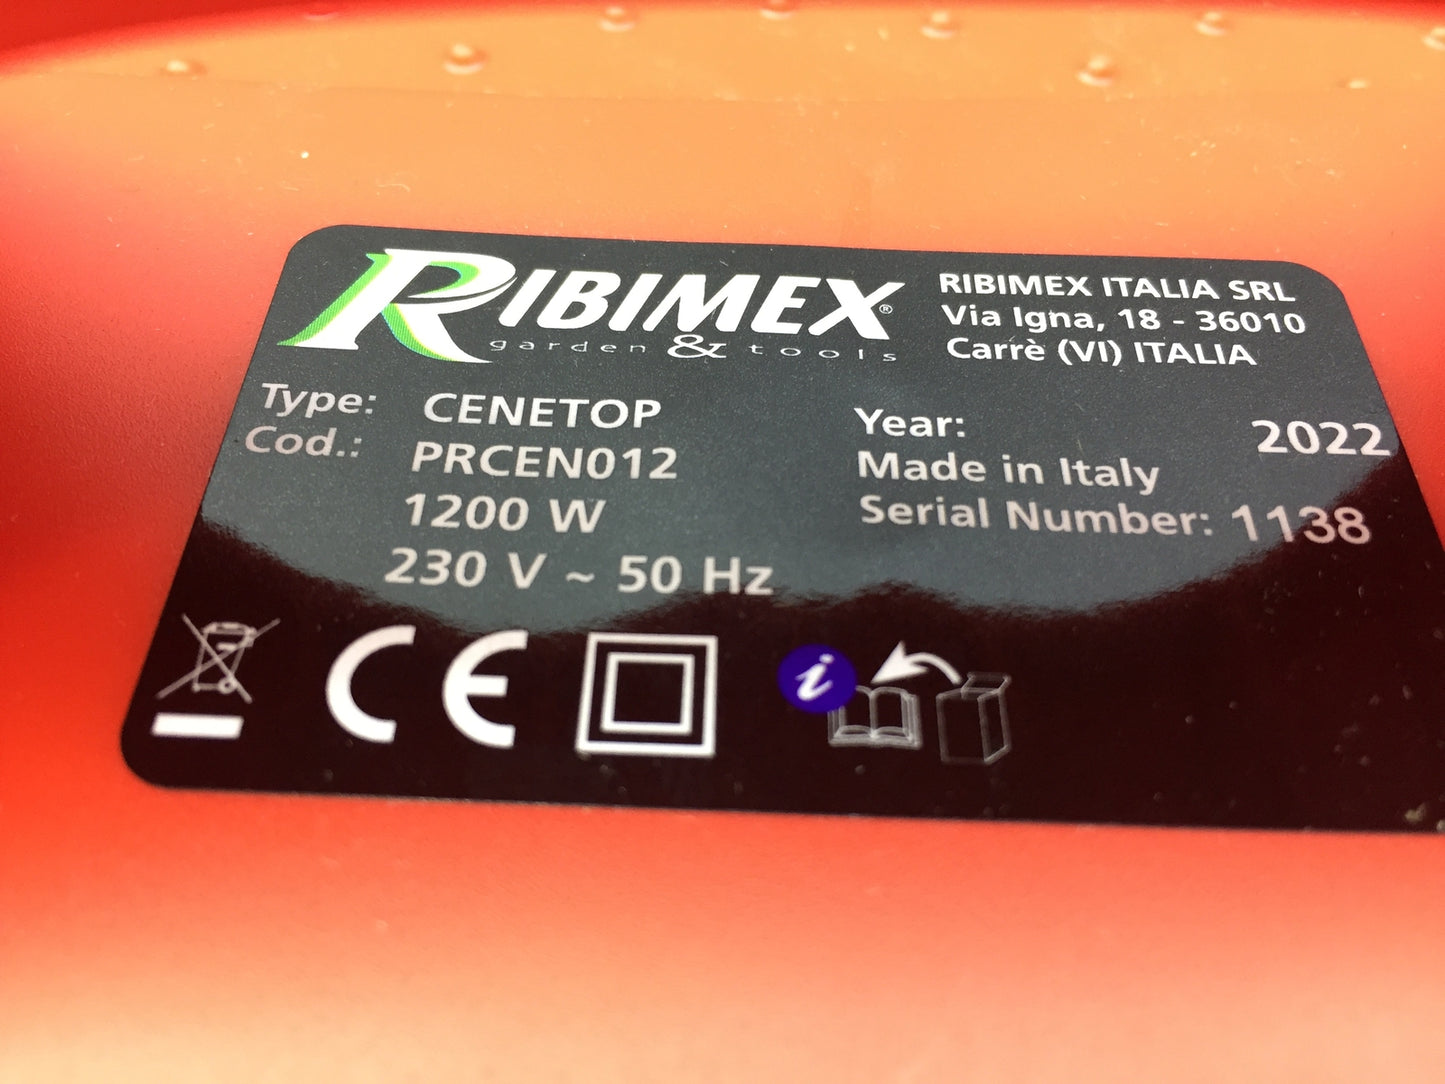 RIBIMEX®
garden & tools
RIBIMEX ITALIA SRL
Via Igna, 18 - 36010
Carrè (VI) ITALIA
Type: CENETOP
Cod.: PRCEN012
1200 W
230 V ~ 50 Hz
Year: 2022
Made in Italy
Serial Number: 1138
CE
i